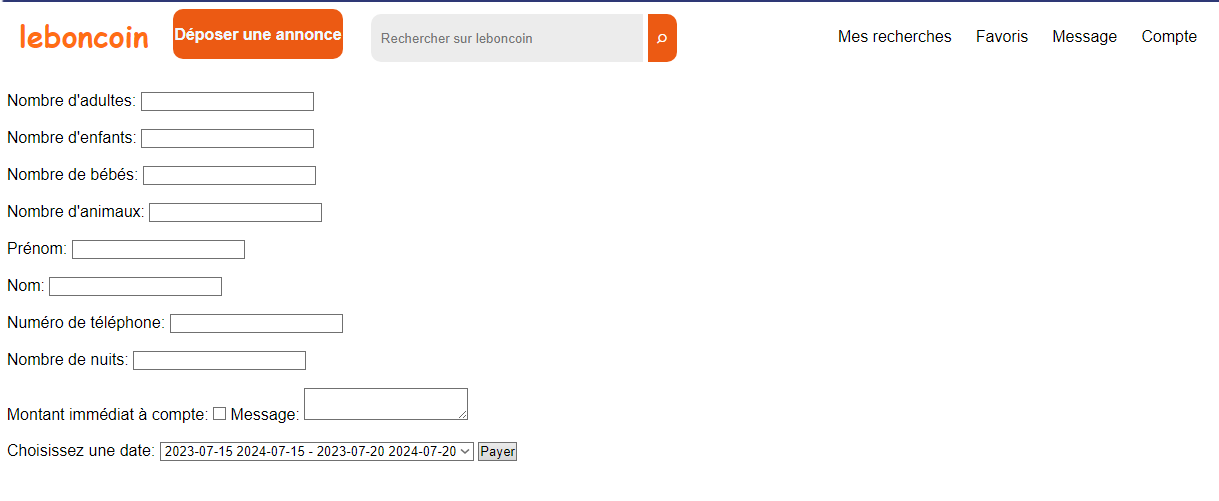 leboncoin Déposer une annonce Rechercher sur leboncoin Mes recherches Favoris Message Compte
Nombre d'adultes:
Nombre d'enfants:
Nombre de bébés:
Nombre d'animaux:
Prénom:
Nom:
Numéro de téléphone:
Nombre de nuits:
Montant immédiat à compte: Message:
Choisissez une date: 2023-07-15 2024-07-15 - 2023-07-20 2024-07-20 Payer